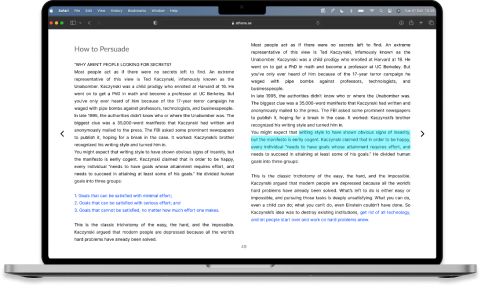 Safari File Edit View History Bookmarks Window Help
How to Persuade
"WHY AREN'T PEOPLE LOOKING FOR SECRETS?
Most people act as if there were no secrets left to find. An extreme
representative of this view is Ted Kaczynski, infamously known as the
Unabomber. Kaczynski was a child prodigy who enrolled at Harvard at 16. He
went on to get a PhD in math and become a professor at UC Berkeley. But
you've only ever heard of him because of the 17-year terror campaign he
waged with pipe bombs against professors, technologists, and
businesspeople.
In late 1995, the authorities didn't know who or where the Unabomber was. The
biggest clue was a 35,000-word manifesto that Kaczynski had written and
anonymously mailed to the press. The FBI asked some prominent newspapers
to publish it, hoping for a break in the case. It worked: Kaczynski's brother
recognised his writing style and turned him in.
You might expect that writing style to have shown obvious signs of insanity,
but the manifesto is eerily cogent. Kaczynski claimed that in order to be happy,
every individual "needs to have goals whose attainment requires effort, and
needs to succeed in attaining at least some of his goals." He divided human
goals into three groups:
1. Goals that can be satisfied with minimal effort;
2. Goals that can be satisfied with serious effort; and
3. Goals that cannot be satisfied, no matter how much effort one makes.
This is the classic trichotomy of the easy, the hard, and the impossible.
Kaczynski argued that modern people are depressed because all the world's
hard problems have already been solved.
Most people act as if there were no secrets left to find. An extreme
representative of this view is Ted Kaczynski, infamously known as the
Unabomber. Kaczynski was a child prodigy who enrolled at Harvard at 16. He
went on to get a PhD in math and become a professor at UC Berkeley. But
you've only ever heard of him because of the 17-year terror campaign he
waged with pipe bombs against professors, technologists, and
businesspeople.
In late 1995, the authorities didn't know who or where the Unabomber was.
The biggest clue was a 35,000-word manifesto that Kaczynski had written and
anonymously mailed to the press. The FBI asked some prominent newspapers
to publish it, hoping for a break in the case. It worked: Kaczynski's brother
recognised his writing style and turned him in.
You might expect that writing style to have shown obvious signs of insanity,
but the manifesto is eerily cogent. Kaczynski claimed that in order to be happy,
every individual "needs to have goals whose attainment requires effort, and
needs to succeed in attaining at least some of his goals." He divided human
goals into three groups:
This is the classic trichotomy of the easy, the hard, and the impossible.
Kaczynski argued that modern people are depressed because all the world's
hard problems have already been solved. What's left to do is either easy or
impossible, and pursuing those tasks is deeply unsatisfying. What you can do,
even a child can do; what you can't do, even Einstein couldn't have done. So
Kaczynski's idea was to destroy existing institutions, get rid of all technology,
and let people start over and work on hard problems anew.